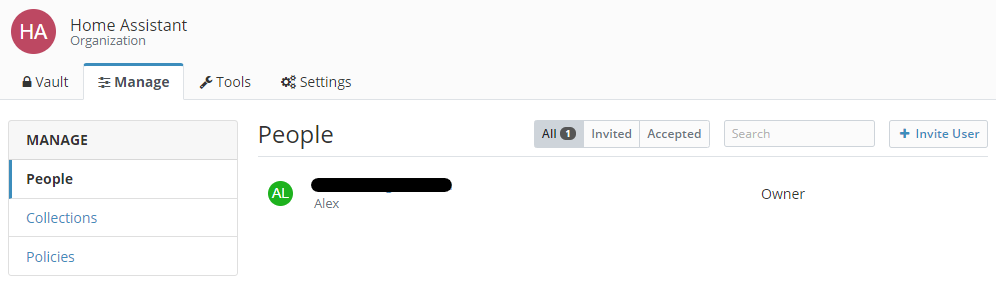 HA
Home Assistant
Organization
Vault
Manage
Tools
Settings
MANAGE
People
Collections
Policies
People
All 1
Invited
Accepted
Search
+ Invite User
AL
Alex
Owner